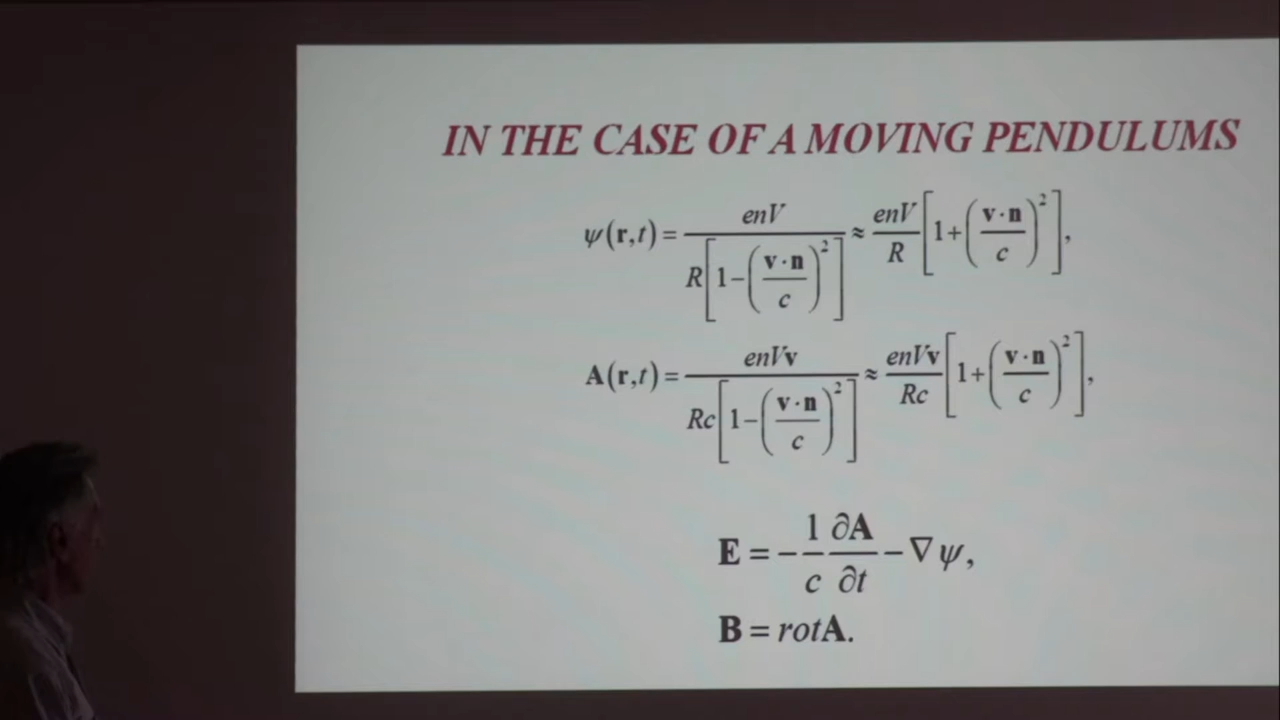 IN THE CASE OF A MOVING PENDULUMS
ψ(r,t) = enV / R[1−(v·n / c)²] ≈ enV / R [1+(v·n / c)²],
A(r,t) = enVv / Rc[1−(v·n / c)²] ≈ enVv / Rc [1+(v·n / c)²],
E = − 1/c ∂A/∂t − ∇ψ,
B = rotA.